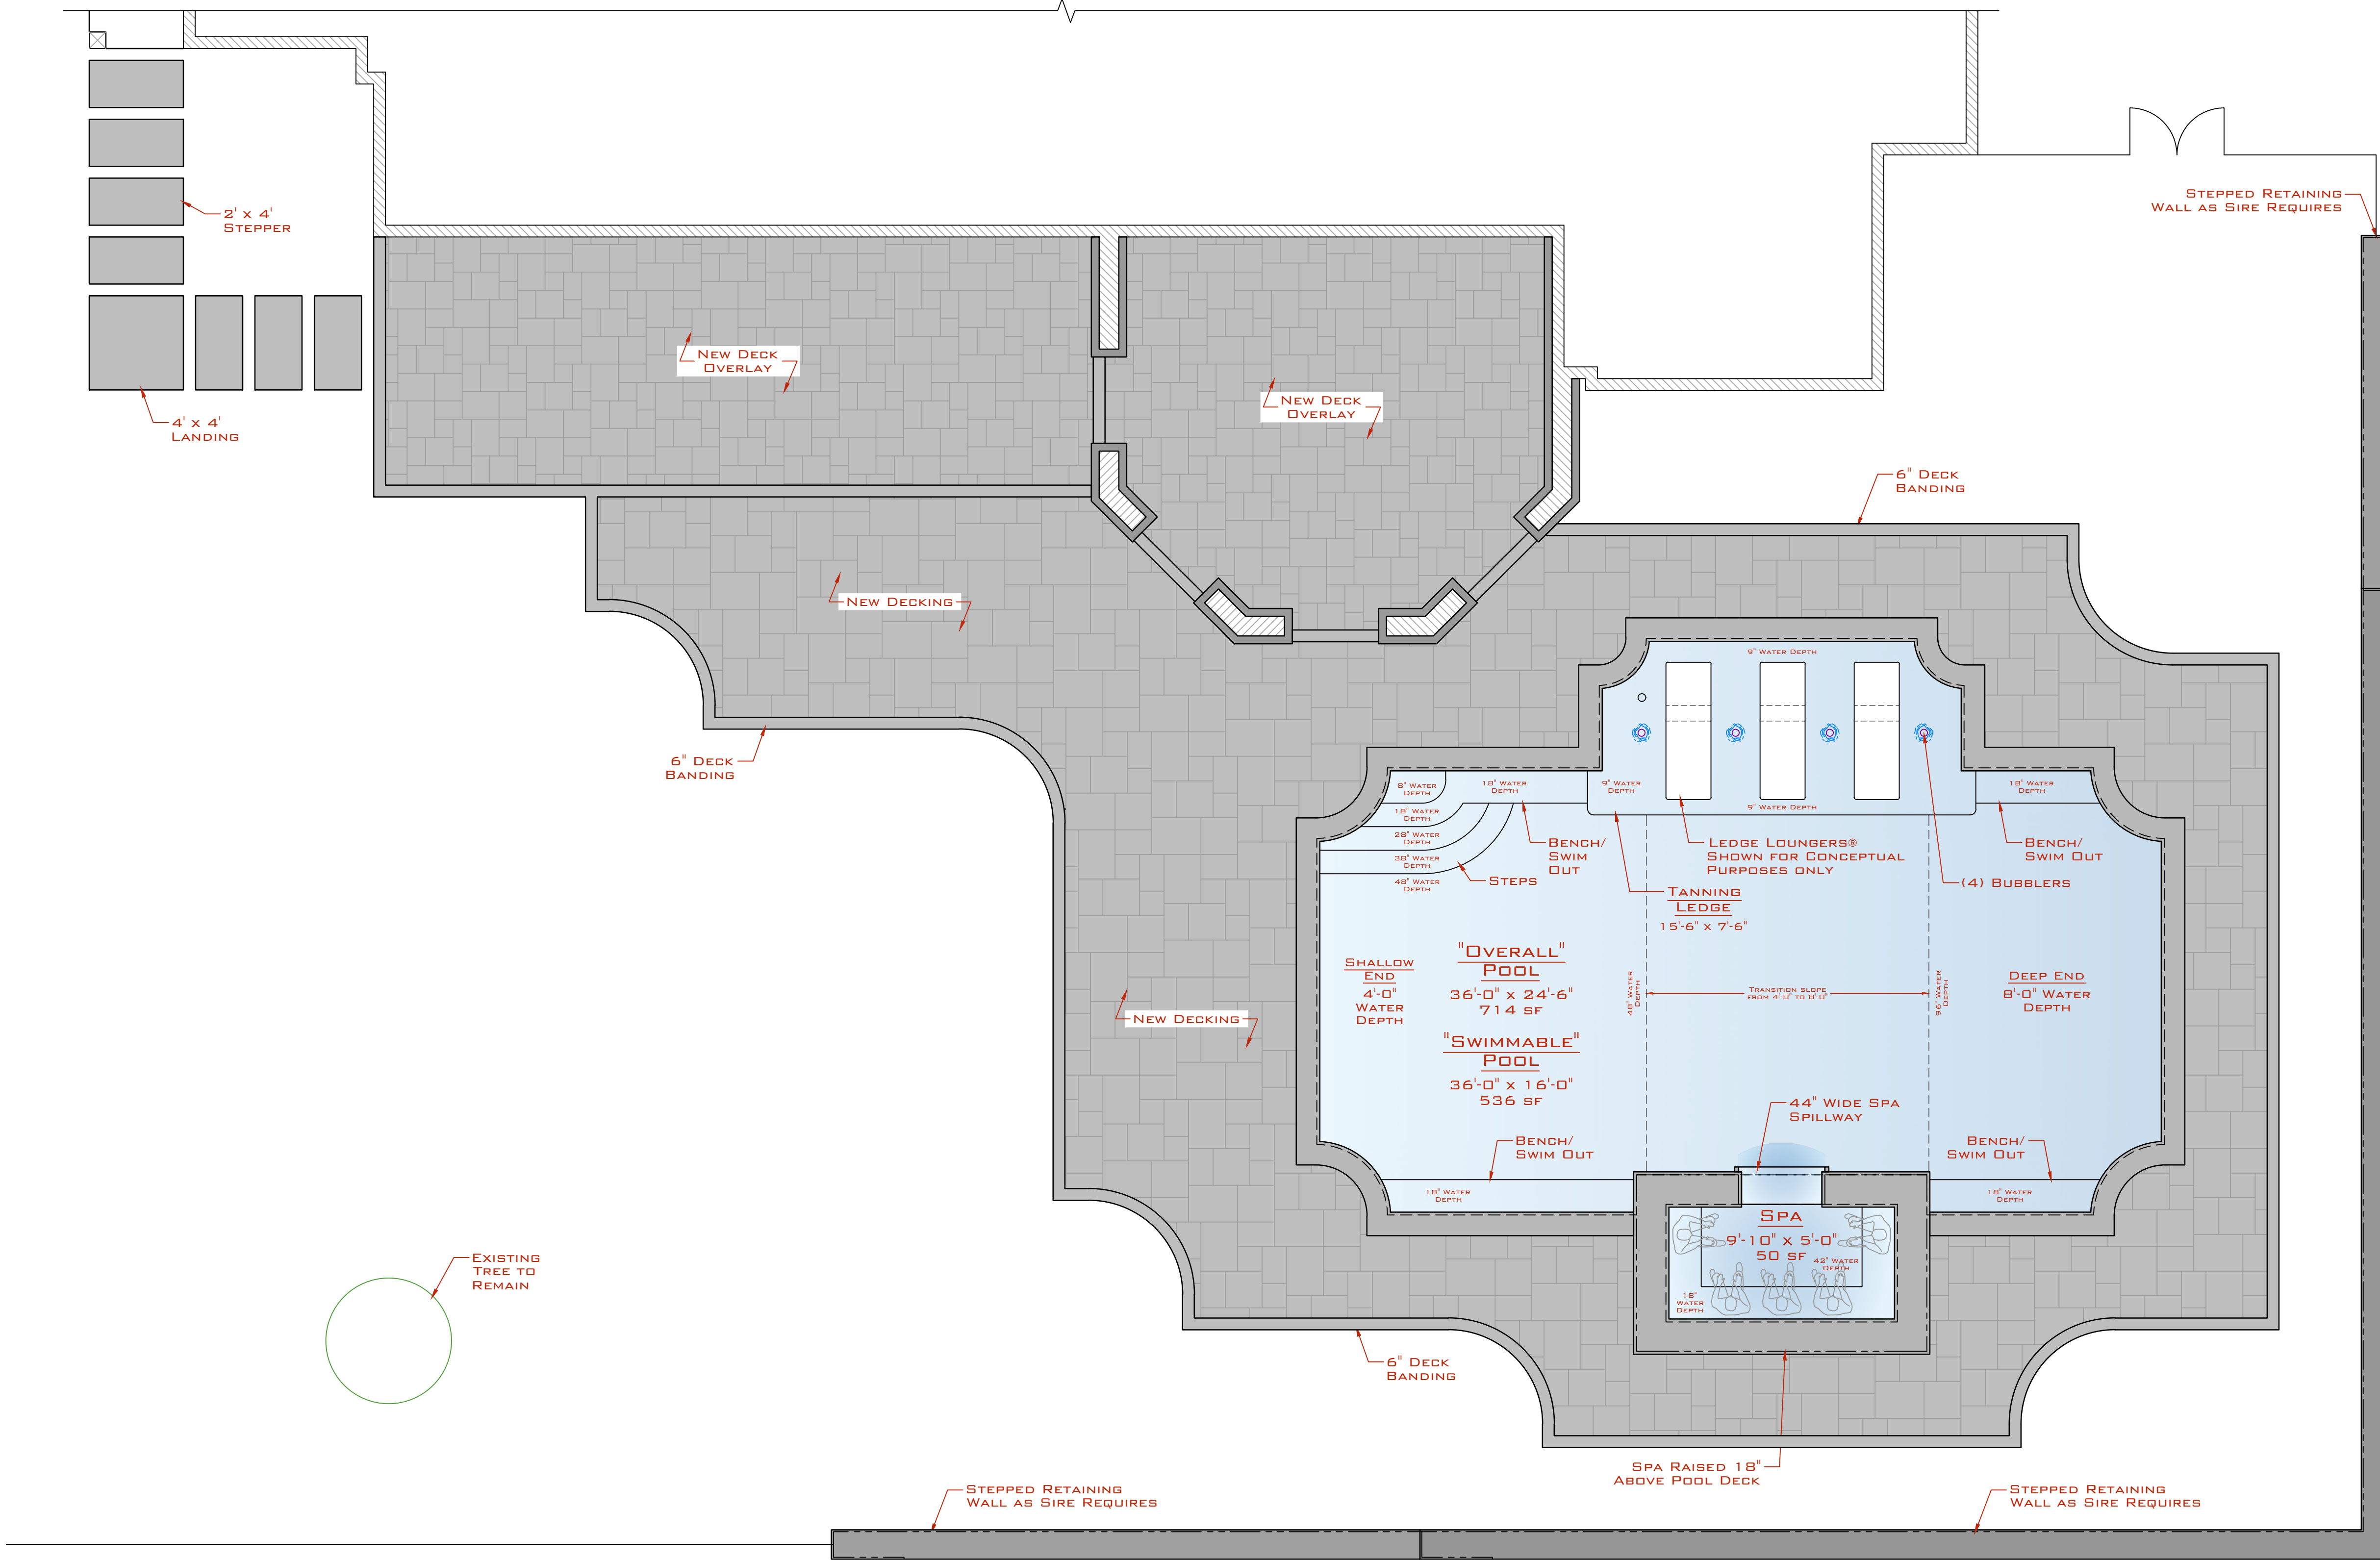 Stepped Retaining
Wall as Sire Requires
2' x 4'
Stepper
New Deck
Overlay
New Deck
Overlay
4' x 4'
Landing
6" Deck
Banding
New Decking
6" Deck
Banding
9" Water Depth
8" Water
Depth
18" Water
Depth
9" Water
Depth
18" Water
Depth
9" Water Depth
18" Water
Depth
28" Water
Depth
38" Water
Depth
48" Water
Depth
Steps
Bench/
Swim
Out
Ledge Loungers®
Shown for Conceptual
Purposes only
Bench/
Swim Out
(4) Bubblers
Tanning
Ledge
15'-6" x 7'-6"
Shallow
End
4'-0"
Water
Depth
"Overall"
Pool
36'-0" x 24'-6"
714 sf
"Swimmable"
Pool
36'-0" x 16'-0"
536 sf
48" Water
Depth
Transition slope
from 4'-0" to 8'-0"
96" Water
Depth
Deep End
8'-0" Water
Depth
New Decking
44" Wide Spa
Spillway
Bench/
Swim Out
Bench/
Swim Out
18" Water
Depth
18" Water
Depth
Spa
9'-10" x 5'-0"
50 sf
42" Water
Depth
18"
Water
Depth
Existing
Tree to
Remain
6" Deck
Banding
Spa Raised 18"
Above Pool Deck
Stepped Retaining
Wall as Sire Requires
Stepped Retaining
Wall as Sire Requires